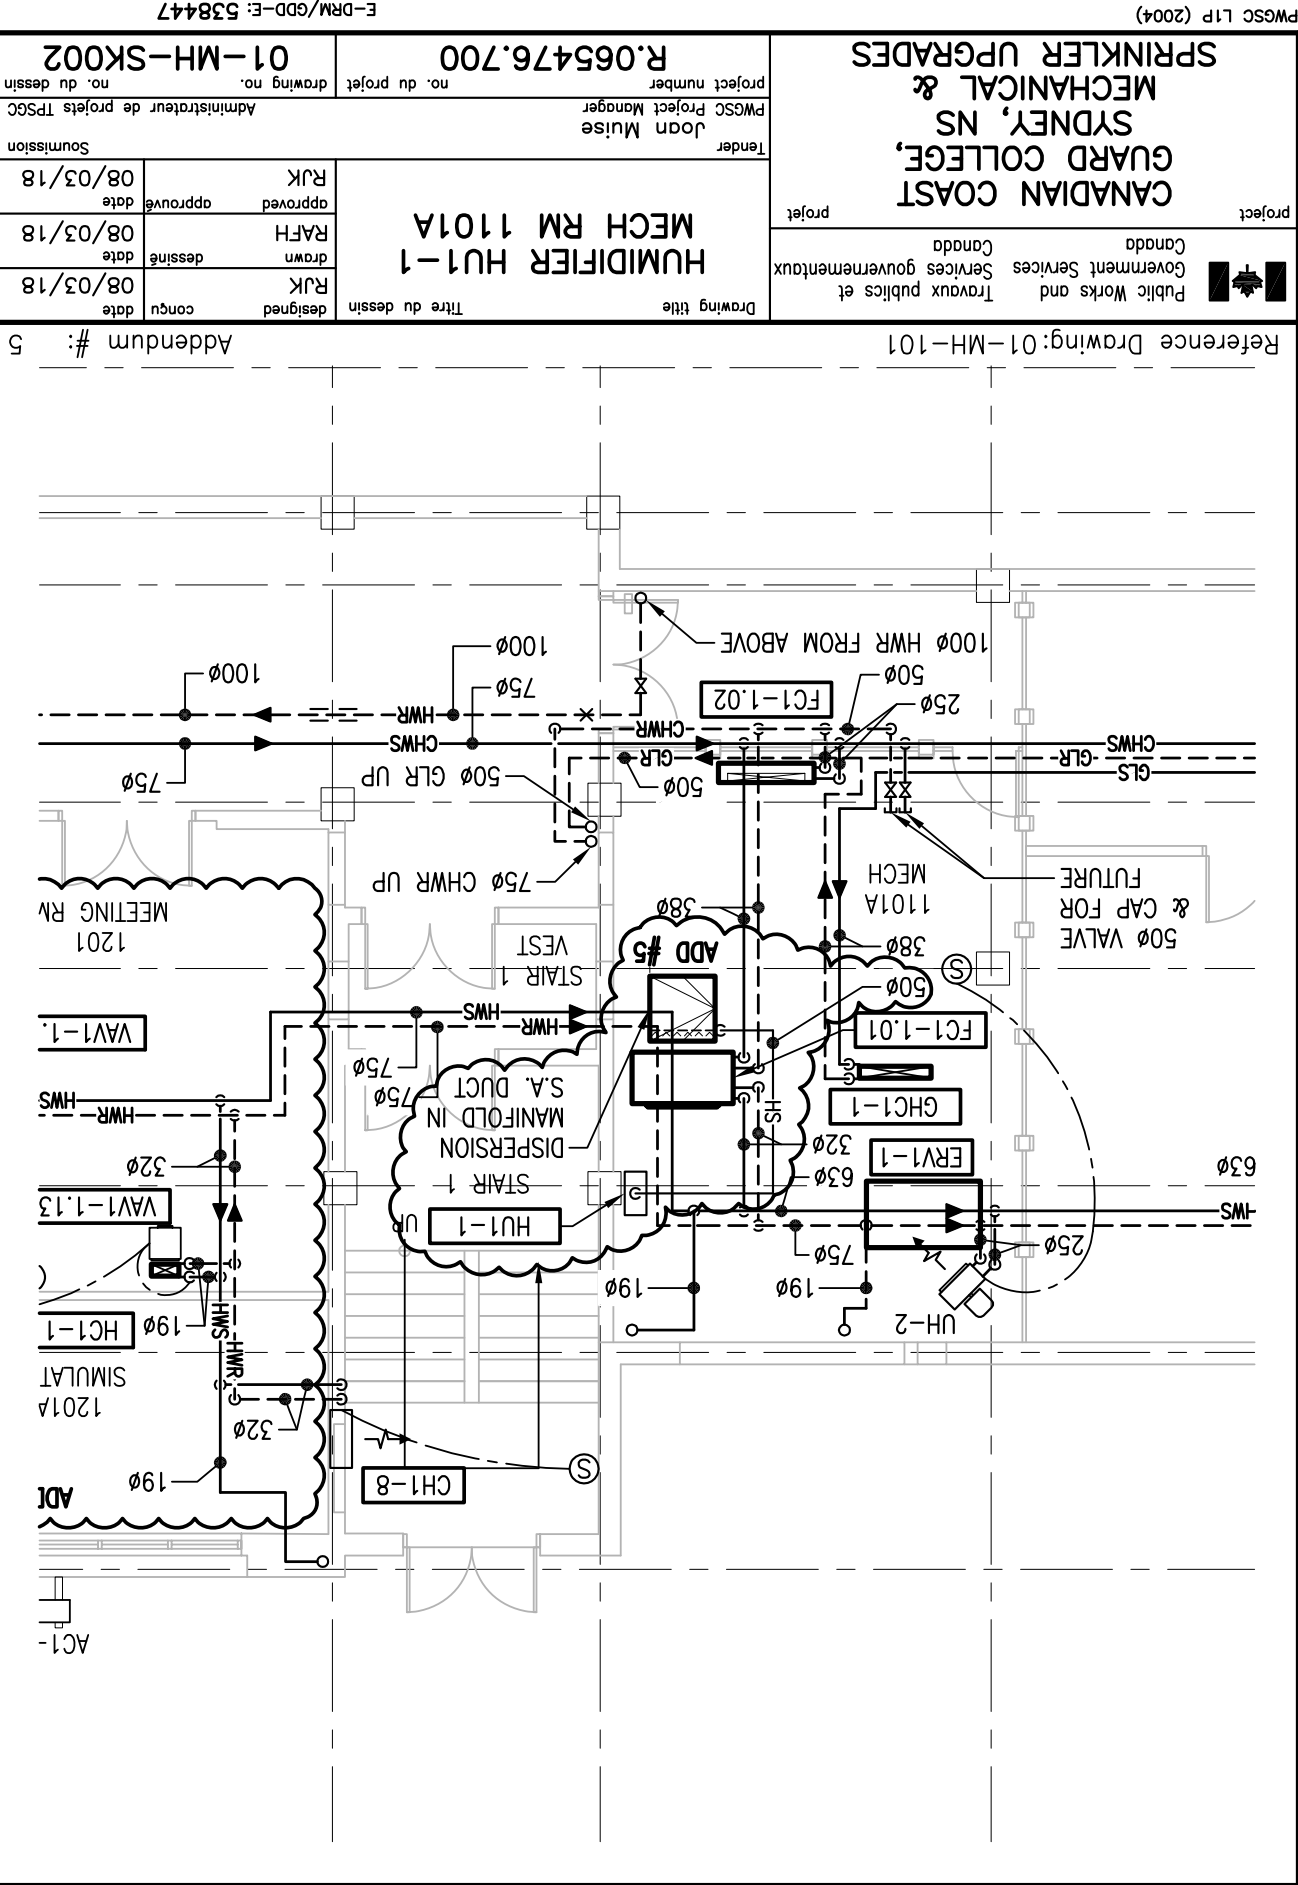 AC1-
ADD
19ø
CH1-8
S
32ø
1201A
SIMULAT
HWR
HWS
19ø
HC1-1
UH-2
19ø
19ø
25ø
75ø
UP
HU1-1
VAV1-1.13
HWS
63ø
63ø
ERV1-1
STAIR 1
32ø
32ø
DISPERSION
MANIFOLD IN
S.A. DUCT
GHC1-1
HS
HWR
HWS
75ø
75ø
FC1-1.01
VAV1-1.
HWR
HWS
50ø
S
STAIR 1
VEST
ADD #5
38ø
50ø VALVE
& CAP FOR
FUTURE
1201
MEETING RM
1101A
MECH
38ø
75ø CHWR UP
50ø GLR UP
50ø
75ø
GLS
GLR
CHWS
GLR
CHWR
CHWS
HWR
25ø
50ø
FC1-1.02
75ø
100ø
100ø
100ø HWR FROM ABOVE
Reference Drawing: 01-MH-101
Addendum #: 5
Public Works and
Government Services
Canada
Travaux publics et
Services gouvernementaux
Canada
project
projet
CANADIAN COAST
GUARD COLLEGE,
SYDNEY, NS
MECHANICAL &
SPRINKLER UPGRADES
Drawing title
Titre du dessin
HUMIDIFIER HU1-1
MECH RM 1101A
designed
conçu
RJK
date
08/03/18
drawn
dessiné
RAFH
date
08/03/18
approved
approuvé
RJK
date
08/03/18
Tender
Soumission
Joan Muise
PWGSC Project Manager
Administrateur de projets TPSGC
project number
no. du projet
R.065476.700
drawing no.
no. du dessin
01-MH-SK002
PWGSC L1P (2004)
E-DRM/GDD-E: 538447